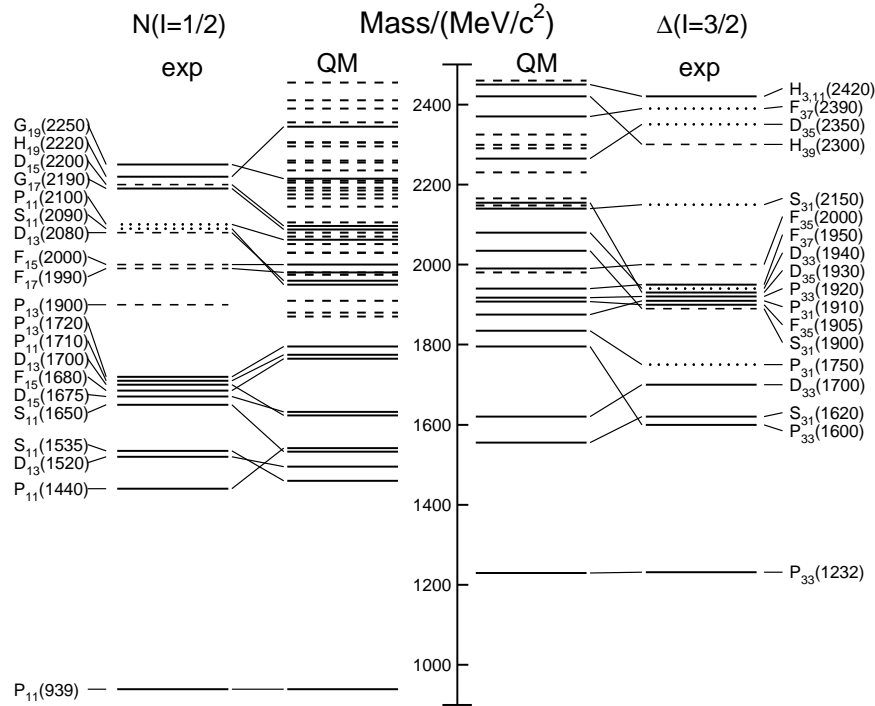 N(I=1/2) Mass/(MeV/c²) Δ(I=3/2)
exp QM QM exp
G₁₉(2250)
H₁₉(2220)
D₁₅(2200)
G₁₇(2190)
P₁₁(2100)
S₁₁(2090)
D₁₃(2080)
F₁₅(2000)
F₁₇(1990)
P₁₃(1900)
P₁₃(1720)
P₁₁(1710)
D₁₃(1700)
F₁₅(1680)
D₁₅(1675)
S₁₁(1650)
S₁₁(1535)
D₁₃(1520)
P₁₁(1440)
P₁₁(939)
2400
2200
2000
1800
1600
1400
1200
1000
H₃,₁₁(2420)
F₃₇(2390)
D₃₅(2350)
H₃₉(2300)
S₃₁(2150)
F₃₅(2000)
F₃₇(1950)
D₃₃(1940)
D₃₅(1930)
P₃₃(1920)
P₃₁(1910)
F₃₅(1905)
S₃₁(1900)
P₃₁(1750)
D₃₃(1700)
S₃₁(1620)
P₃₃(1600)
P₃₃(1232)